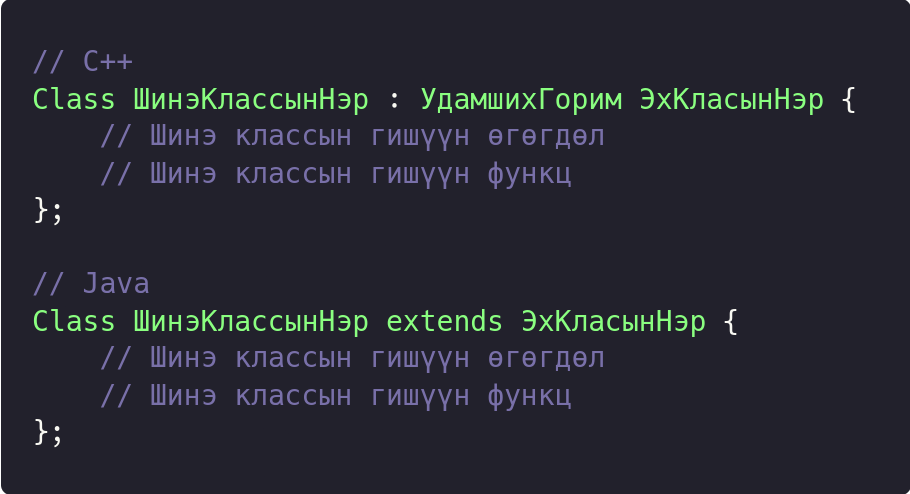 // C++
Class ШинэКлассынНэр : УдамшихГорим ЭхКласынНэр {
    // Шинэ классын гишүүн өгөгдөл
    // Шинэ классын гишүүн функц
};

// Java
Class ШинэКлассынНэр extends ЭхКласынНэр {
    // Шинэ классын гишүүн өгөгдөл
    // Шинэ классын гишүүн функц
};